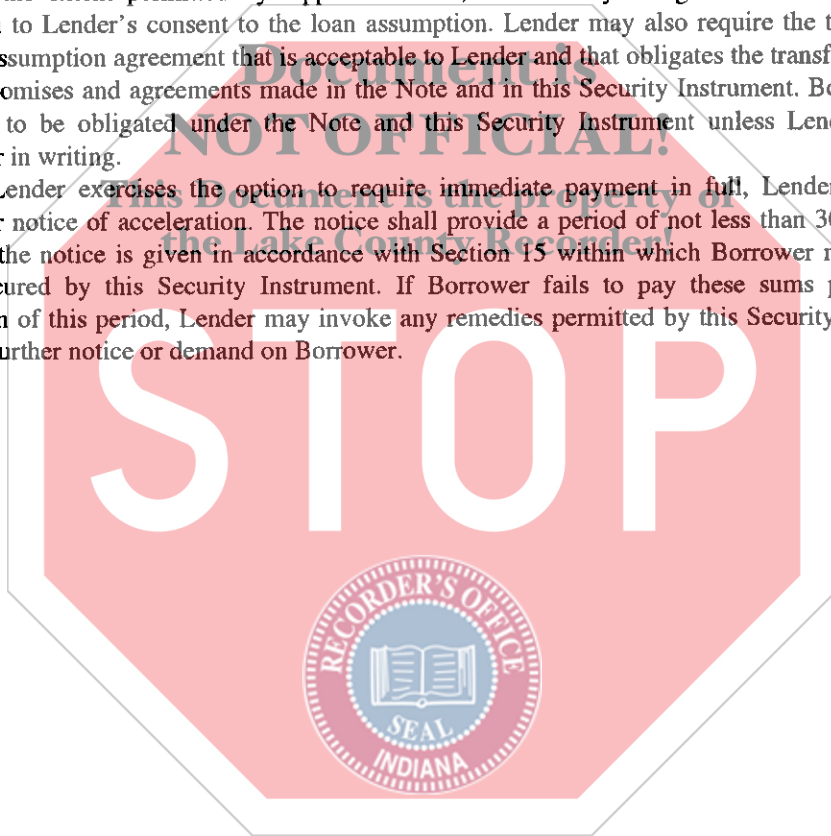 to Lender's consent to the loan assumption. Lender may also require the t
ssumption agreement that is acceptable to Lender and that obligates the transf
omises and agreements made in the Note and in this Security Instrument. Bo
to be obligated under the Note and this Security Instrument unless Lend
r in writing.
Lender exercises the option to require immediate payment in full, Lender
r notice of acceleration. The notice shall provide a period of not less than 30
the notice is given in accordance with Section 15 within which Borrower m
cured by this Security Instrument. If Borrower fails to pay these sums p
n of this period, Lender may invoke any remedies permitted by this Security
urther notice or demand on Borrower.
Document is
NOT OFFICIAL!
This Document is the property of
the Lake County Recorder!
STOP
RECORDER'S OFFICE
SEAL
INDIANA